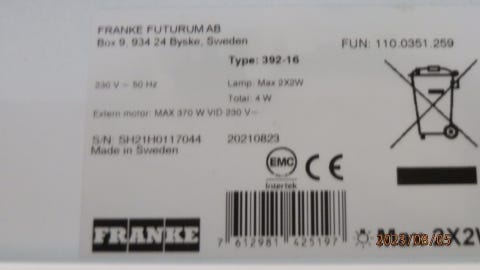 FRANKE FUTURUM AB
Box 9, 934 24 Byske, Sweden
FUN: 110.0351.259
Type: 392-16
230 V ~ 50 Hz
Lamp: Max 2X2W
Total: 4 W
Extern motor: MAX 370 W VID 230 V~
S/N: SH21H0117044 20210823
Made in Sweden
EMC CE
Intertek
FRANKE
7 612981 425197
Max 2X2W
2023/08/05